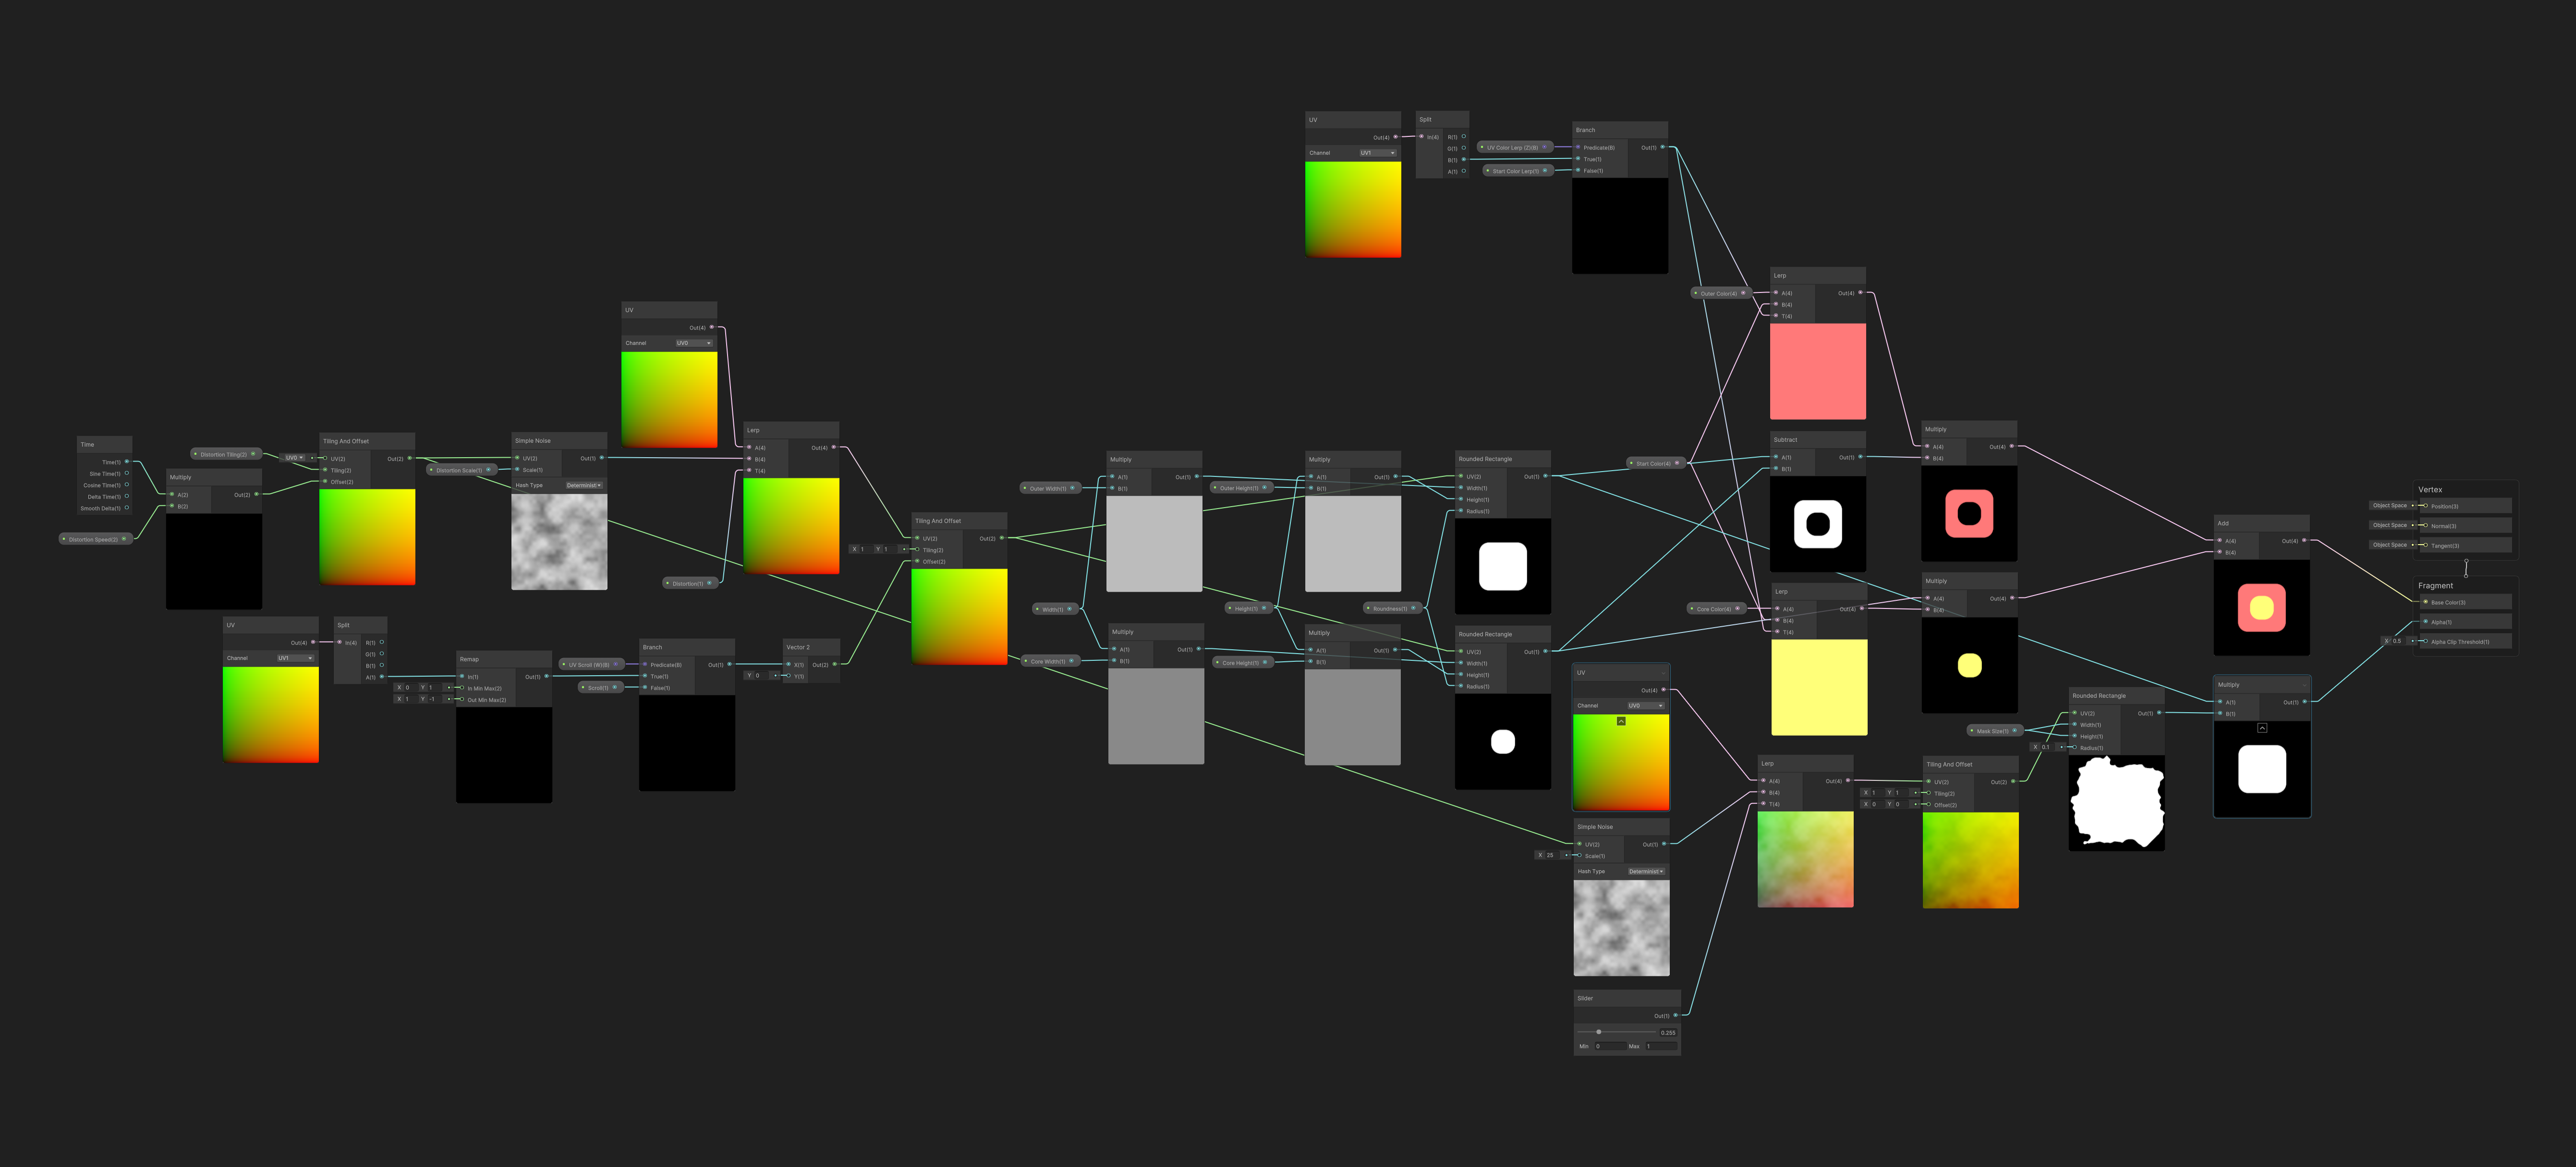 UV
Out(4)
Channel UV1
Split
In(4) R(1)
G(1)
B(1)
A(1)
UV Color Lerp (Z)(B)
Start Color Lerp(1)
Branch
Predicate(B) Out(1)
True(1)
False(1)
Outer Color(4)
Lerp
A(4) Out(4)
B(4)
T(4)
UV
Out(4)
Channel UV0
Time
Time(1)
Sine Time(1)
Cosine Time(1)
Delta Time(1)
Smooth Delta(1)
Distortion Speed(2)
Multiply
A(2) Out(2)
B(2)
Distortion Tiling(2)
UV0
Tiling And Offset
UV(2) Out(2)
Tiling(2)
Offset(2)
Distortion Scale(1)
Simple Noise
UV(2) Out(1)
Scale(1)
Hash Type Determinist
Lerp
A(4) Out(4)
B(4)
T(4)
Distortion(1)
UV
Out(4)
Channel UV1
Split
In(4) R(1)
G(1)
B(1)
A(1)
X 0 Y 1
X 1 Y -1
Remap
In(1) Out(1)
In Min Max(2)
Out Min Max(2)
UV Scroll (W)(B)
Scroll(1)
Branch
Predicate(B) Out(1)
True(1)
False(1)
Y 0
Vector 2
X(1) Out(2)
Y(1)
X 1 Y 1
Tiling And Offset
UV(2) Out(2)
Tiling(2)
Offset(2)
Outer Width(1)
Multiply
A(1) Out(1)
B(1)
Outer Height(1)
Multiply
A(1) Out(1)
B(1)
Rounded Rectangle
UV(2) Out(1)
Width(1)
Height(1)
Radius(1)
Width(1)
Height(1)
Roundness(1)
Core Width(1)
Multiply
A(1) Out(1)
B(1)
Core Height(1)
Multiply
A(1) Out(1)
B(1)
Rounded Rectangle
UV(2) Out(1)
Width(1)
Height(1)
Radius(1)
Start Color(4)
Subtract
A(1) Out(1)
B(1)
Multiply
A(4) Out(4)
B(4)
Core Color(4)
Lerp
A(4) Out(4)
B(4)
T(4)
Multiply
A(4) Out(4)
B(4)
UV
Out(4)
Channel UV0
X 25
Simple Noise
UV(2) Out(1)
Scale(1)
Hash Type Determinist
Slider
Out(1)
0.255
Min 0 Max 1
Lerp
A(4) Out(4)
B(4)
T(4)
X 1 Y 1
X 0 Y 0
Tiling And Offset
UV(2) Out(2)
Tiling(2)
Offset(2)
Mask Size(1)
X 0.1
Rounded Rectangle
UV(2) Out(1)
Width(1)
Height(1)
Radius(1)
Add
A(4) Out(4)
B(4)
Multiply
A(1) Out(1)
B(1)
Vertex
Object Space Position(3)
Object Space Normal(3)
Object Space Tangent(3)
Fragment
Base Color(3)
Alpha(1)
X 0.5 Alpha Clip Threshold(1)